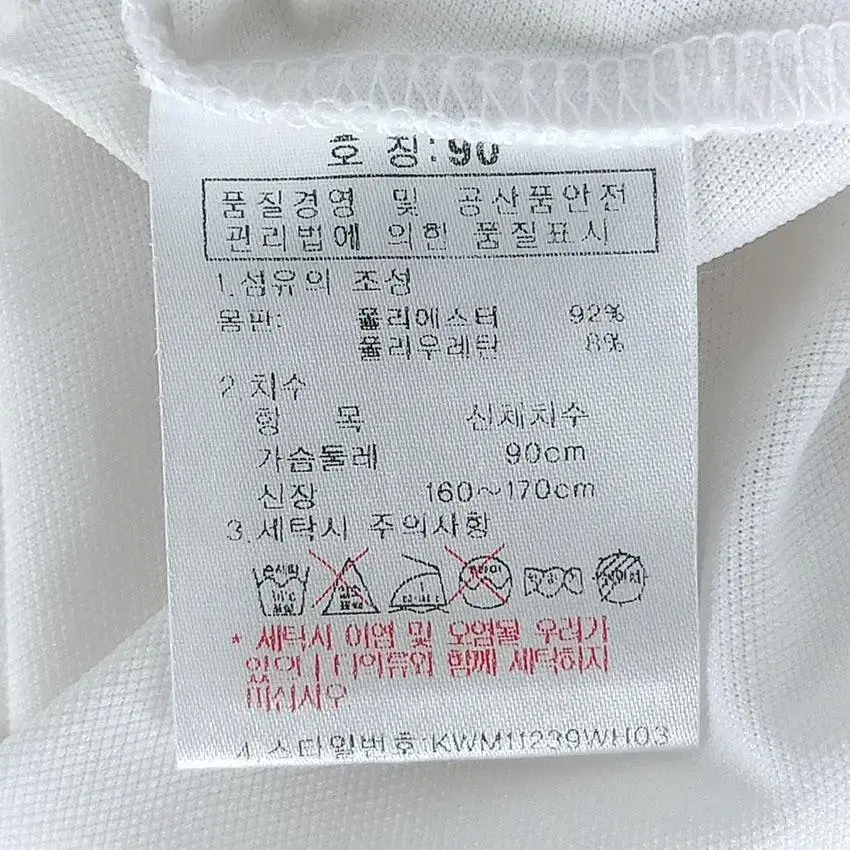 호 칭:90
품질경영 및 공산품안전
관리법에 의한 품질표시
1.섬유의 조성
몸판: 폴리에스터 92%
폴리우레탄 8%
2.치수
항 목 신체치수
가슴둘레 90cm
신장 160~170cm
3.세탁시 주의사항
* 세탁시 이염 및 오염될 우려가
있으니 다의류와 함께 세탁하지
마십시오
4.스타일번호:KWM11239WH03